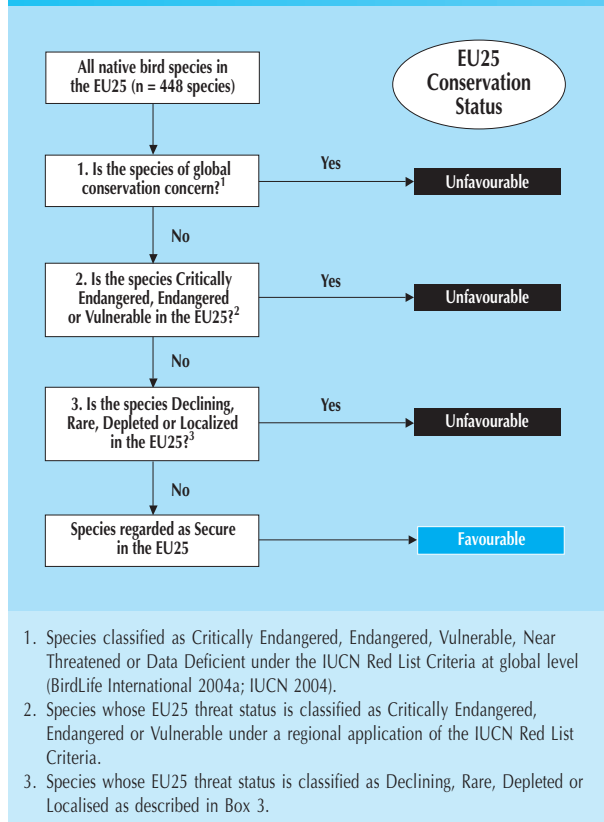 All native bird species in
the EU25 (n = 448 species)
EU25
Conservation
Status
1. Is the species of global
conservation concern?1
Yes
Unfavourable
No
2. Is the species Critically
Endangered, Endangered
or Vulnerable in the EU25?2
Yes
Unfavourable
No
3. Is the species Declining,
Rare, Depleted or Localized
in the EU25?3
Yes
Unfavourable
No
Species regarded as Secure
in the EU25
Favourable
1. Species classified as Critically Endangered, Endangered, Vulnerable, Near
Threatened or Data Deficient under the IUCN Red List Criteria at global level
(BirdLife International 2004a; IUCN 2004).
2. Species whose EU25 threat status is classified as Critically Endangered,
Endangered or Vulnerable under a regional application of the IUCN Red List
Criteria.
3. Species whose EU25 threat status is classified as Declining, Rare, Depleted or
Localised as described in Box 3.